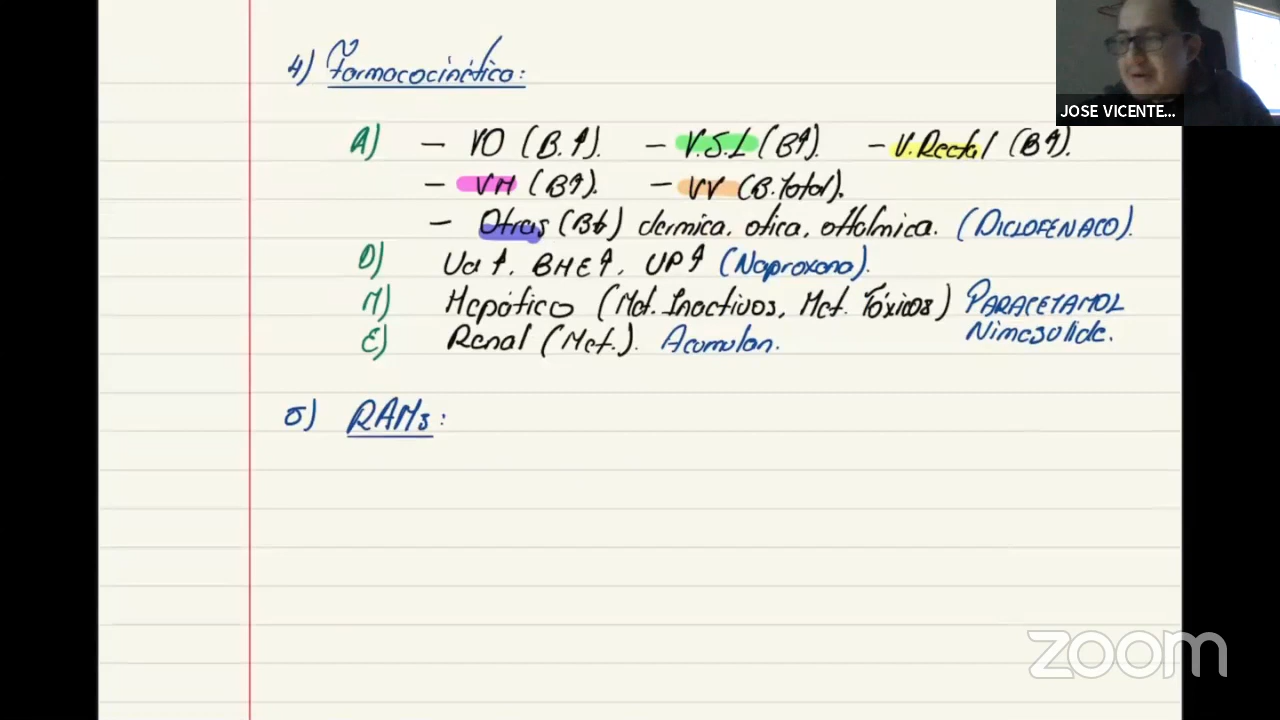 4) Farmacocinética:
JOSE VICENTE...
A) – VO (B.↑). – V.S.L (B↑). – V.Rectal (B↑).
– VM (B↑). – VV (B.Total).
– Otras (Bb) dermica, otica, oftalmica. (DICLOFENACO).
D) Vd↑, BHE↑, UP↑ (Naproxeno).
M) Hepático (Met. Inactivos, Met. Tóxicos) PARACETAMOL
Nimesulide.
E) Renal (Met.). Acumulan.
5) RAMs:
zoom